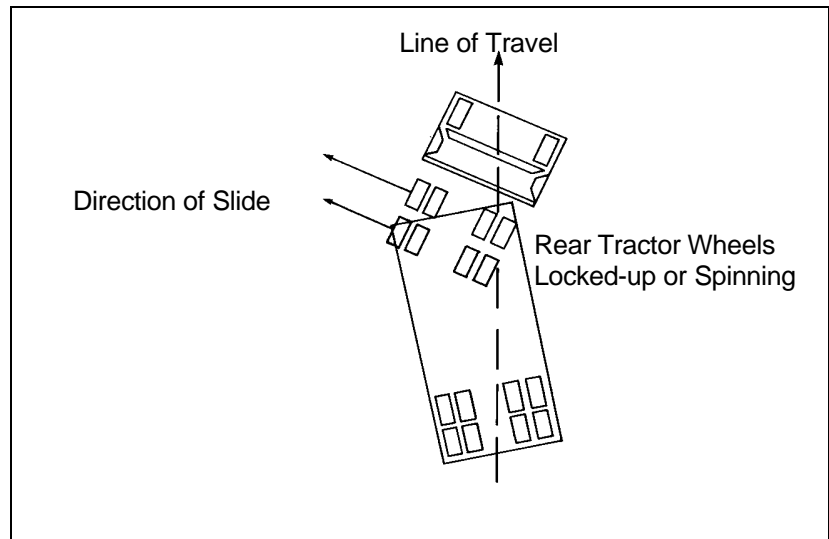 Line of Travel
Direction of Slide
Rear Tractor Wheels
Locked-up or Spinning